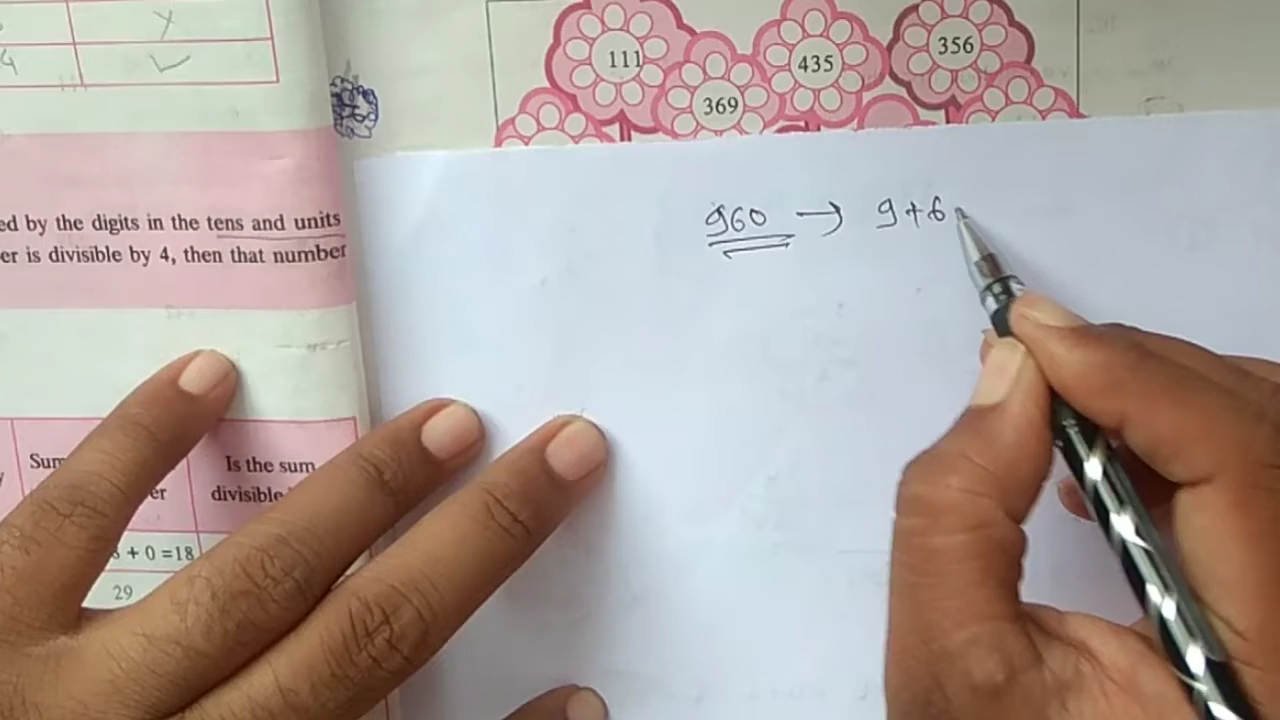 X
4 ✓
111 435 356
369
ed by the digits in the tens and units
er is divisible by 4, then that number
960 → 9+6
Is the sum
er divisible
+ 0 =18
29